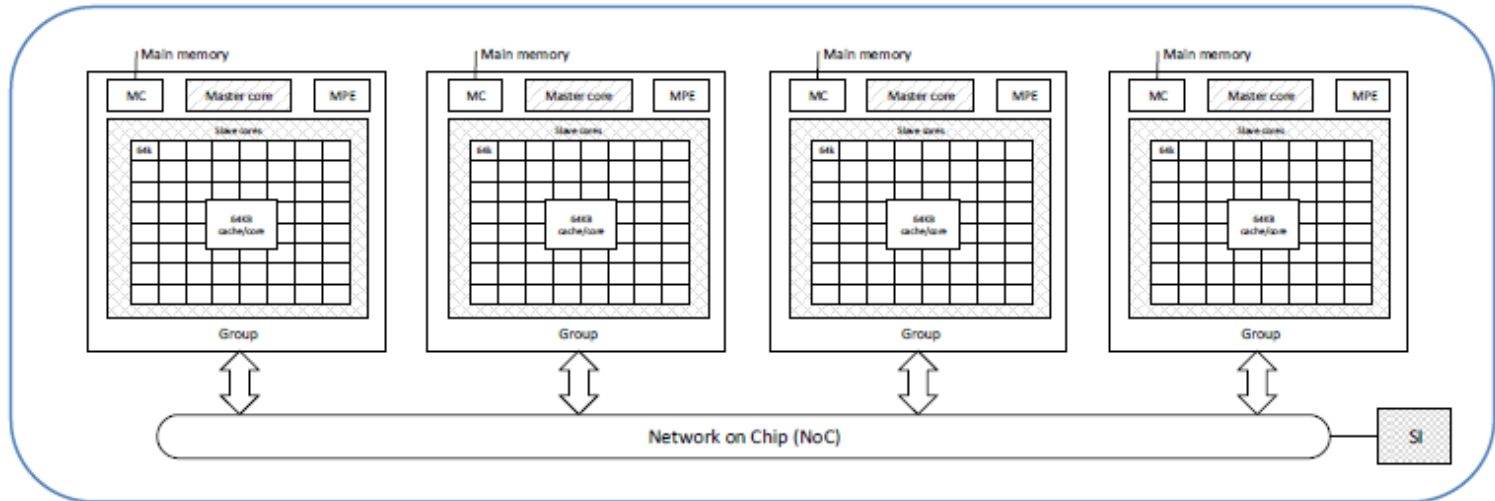 Main memory
Main memory
Main memory
Main memory
MC Master core MPE
MC Master core MPE
MC Master core MPE
MC Master core MPE
Slave cores
Slave cores
Slave cores
Slave cores
64k
64k
64k
64k
64KB
cache/core
64KB
cache/core
64KB
cache/core
64KB
cache/core
Group
Group
Group
Group
Network on Chip (NoC)
SI